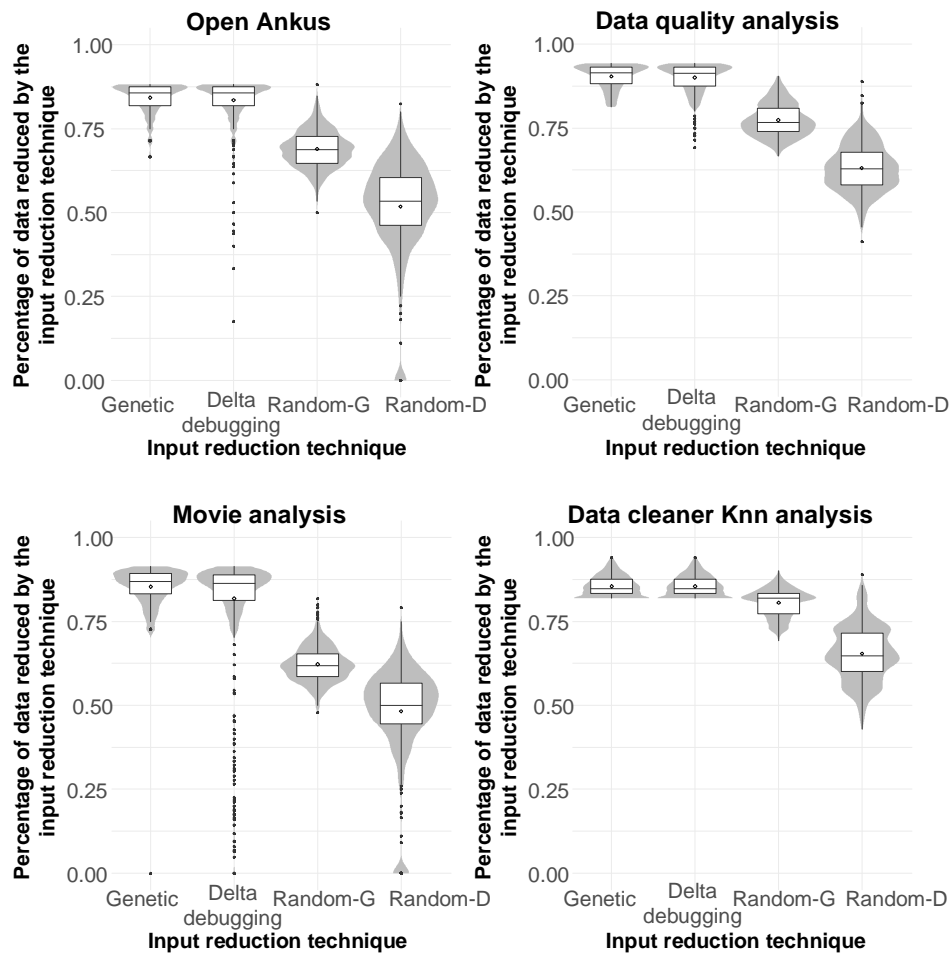 Open Ankus
Percentage of data reduced by the
input reduction technique
1.00
0.75
0.50
0.25
0.00
Genetic
Delta
debugging
Random-G
Random-D
Input reduction technique
Data quality analysis
Percentage of data reduced by the
input reduction technique
1.00
0.75
0.50
0.25
0.00
Genetic
Delta
debugging
Random-G
Random-D
Input reduction technique
Movie analysis
Percentage of data reduced by the
input reduction technique
1.00
0.75
0.50
0.25
0.00
Genetic
Delta
debugging
Random-G
Random-D
Input reduction technique
Data cleaner Knn analysis
Percentage of data reduced by the
input reduction technique
1.00
0.75
0.50
0.25
0.00
Genetic
Delta
debugging
Random-G
Random-D
Input reduction technique